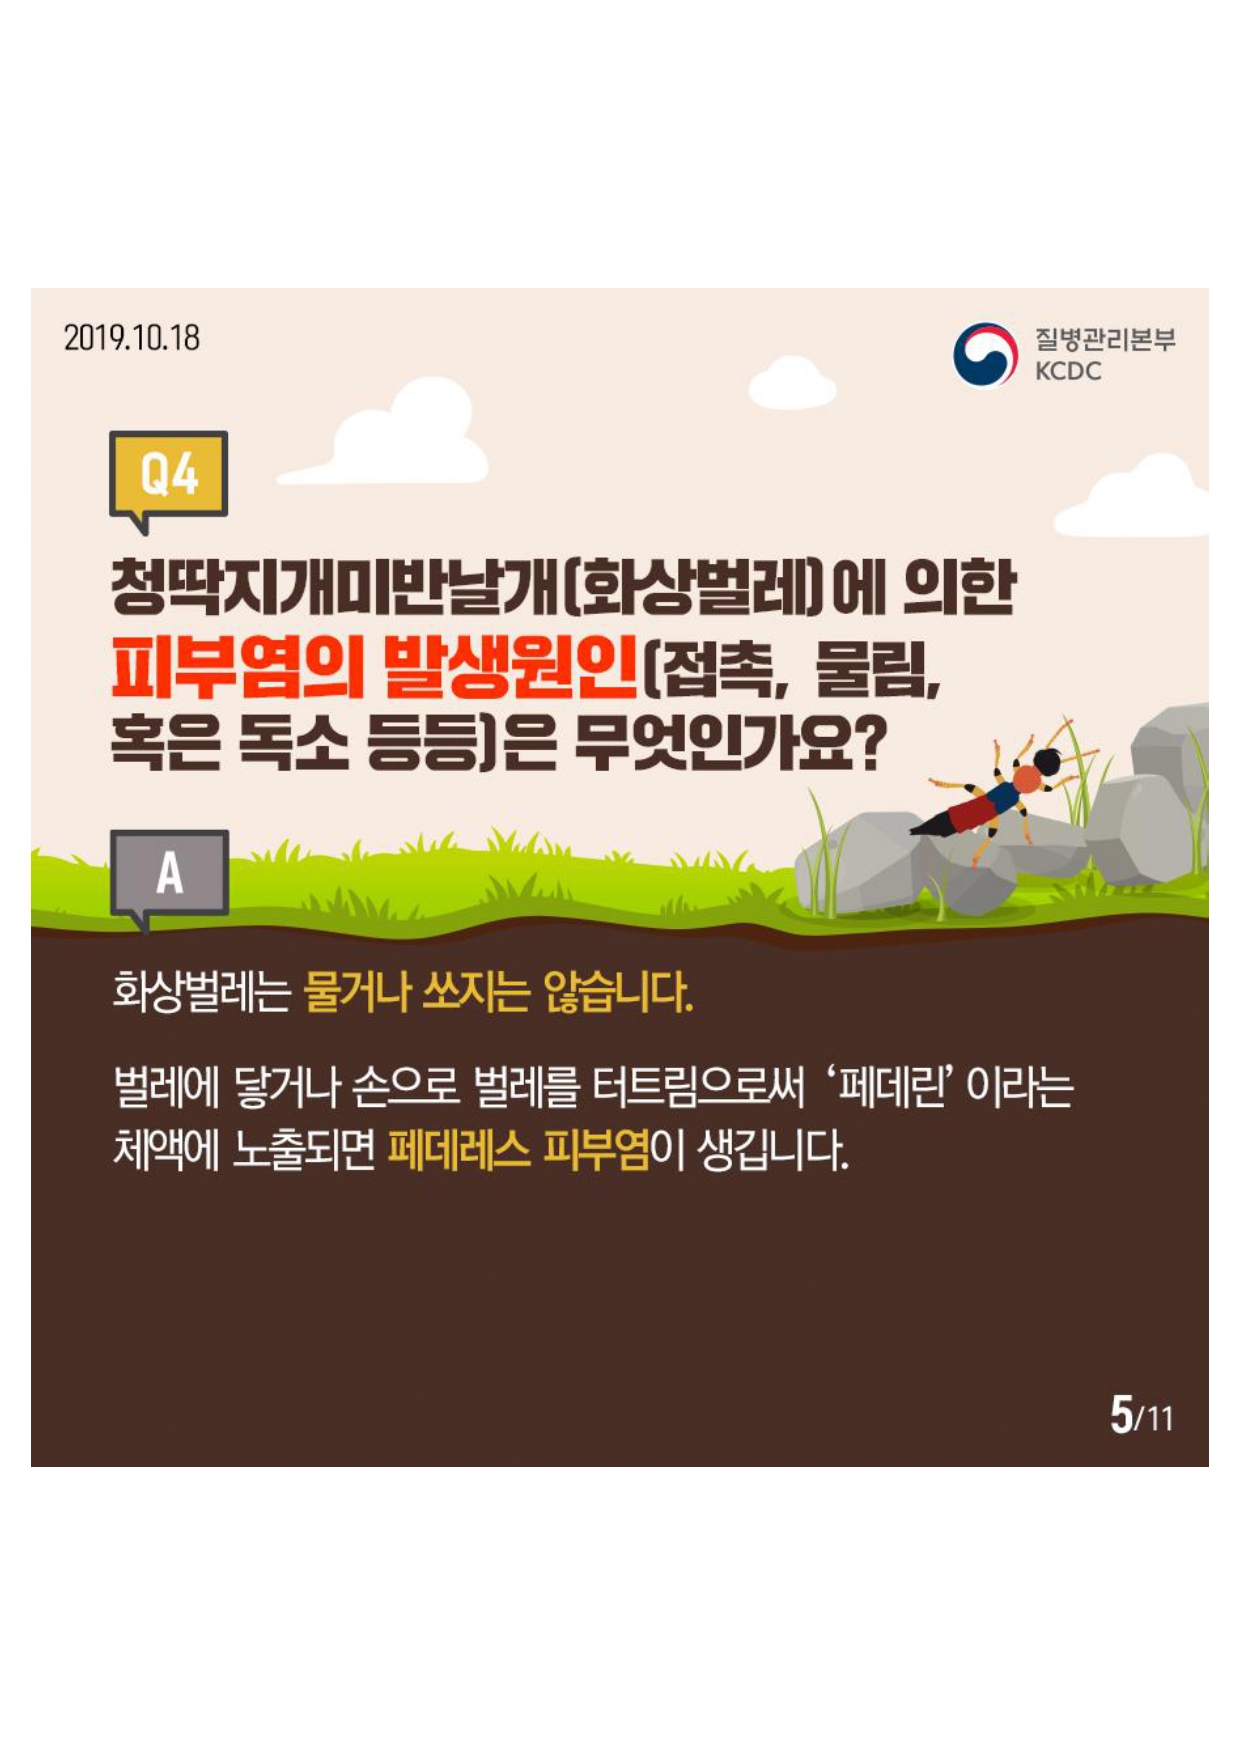 2019.10.18
질병관리본부
KCDC
Q4
청딱지개미반날개(화상벌레)에 의한
피부염의 발생원인(접촉, 물림,
혹은 독소 등등)은 무엇인가요?
A
화상벌레는 물거나 쏘지는 않습니다.
벌레에 닿거나 손으로 벌레를 터트림으로써 ‘페데린’ 이라는
체액에 노출되면 페데레스 피부염이 생깁니다.
5/11